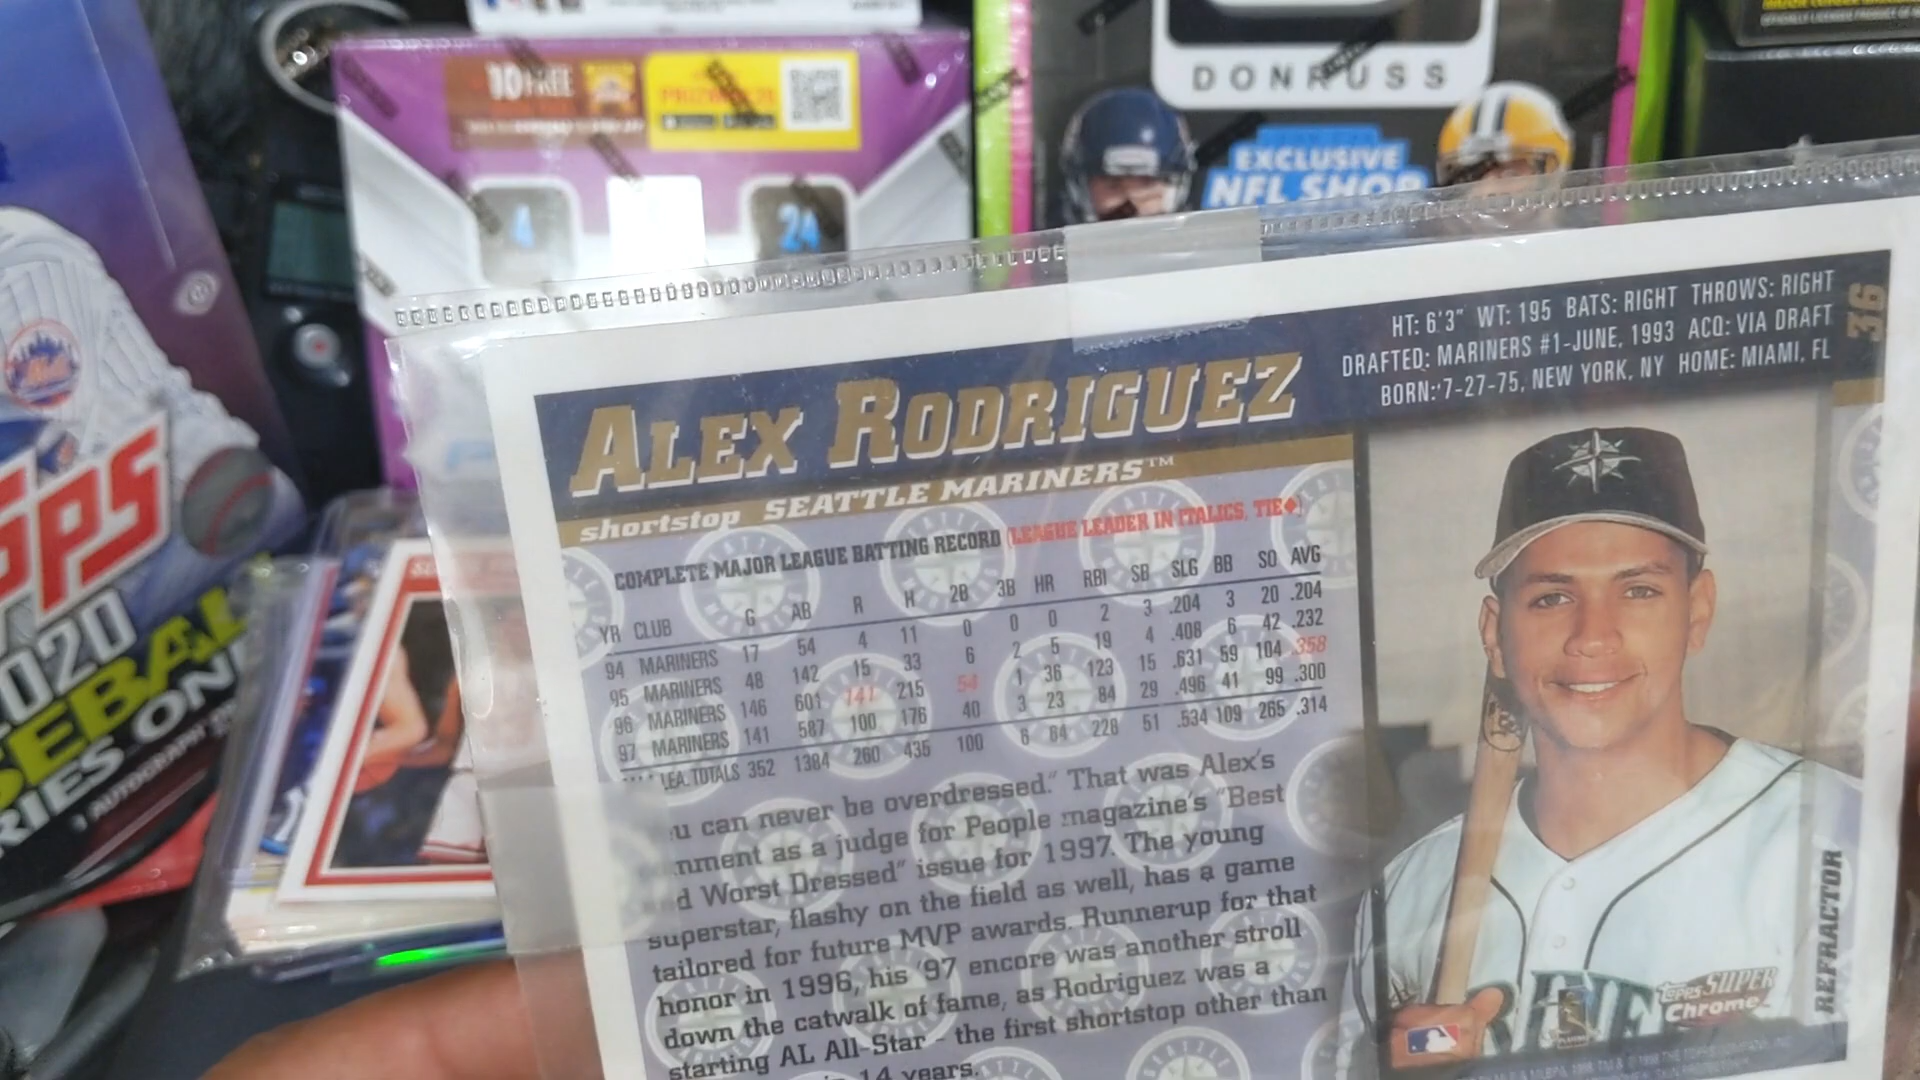 10 FREE
4
24
DONRUSS
EXCLUSIVE
NFL SHOP
2020
AUTOGRAPH
HT: 6'3" WT: 195 BATS: RIGHT THROWS: RIGHT
DRAFTED: MARINERS #1-JUNE, 1993 ACQ: VIA DRAFT
BORN: 7-27-75, NEW YORK, NY HOME: MIAMI, FL
36
ALEX RODRIGUEZ
shortstop SEATTLE MARINERS™
COMPLETE MAJOR LEAGUE BATTING RECORD (LEAGUE LEADER IN ITALICS, TIE♦)
YR CLUB G AB R H 2B 3B HR RBI SB SLG BB SO AVG
94 MARINERS 17 54 4 11 0 0 0 2 3 .204 3 20 .204
95 MARINERS 48 142 15 33 6 2 5 19 4 .408 6 42 .232
96 MARINERS 146 601 141 215 54 1 36 123 15 .631 59 104 .358
97 MARINERS 141 587 100 176 40 3 23 84 29 .496 41 99 .300
LEA. TOTALS 352 1384 260 435 100 6 64 228 51 .534 109 265 .314
can never be overdressed." That was Alex's
as a judge for People magazine's "Best
Worst Dressed" issue for 1997. The young
superstar, flashy on the field as well, has a game
tailored for future MVP awards. Runnerup for that
honor in 1996, his '97 encore was another stroll
down the catwalk of fame, as Rodriguez was a
starting AL All-Star - the first shortstop other than
14 years.
Topps SUPER
Chrome
REFRACTOR